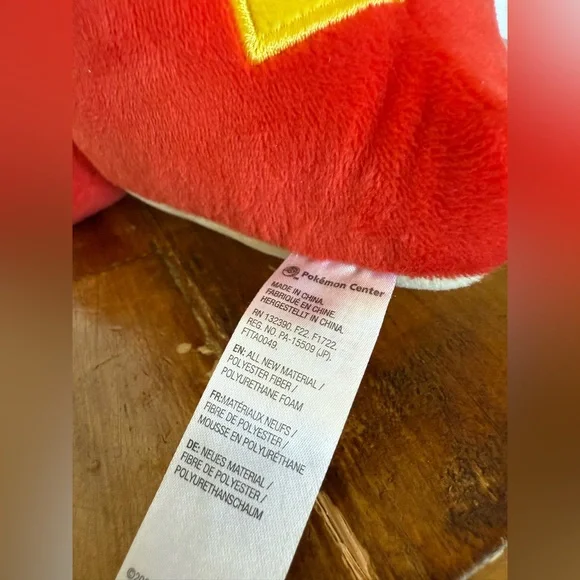 Pokémon Center
MADE IN CHINA.
FABRIQUÉ EN CHINE.
HERGESTELLT IN CHINA.
RN 132390. F22. F1722.
REG. NO. PA-15509 (JP).
FTTA0049.
EN: ALL NEW MATERIAL /
POLYESTER FIBER /
POLYURETHANE FOAM
FR:MATÉRIAUX NEUFS /
FIBRE DE POLYESTER /
MOUSSE EN POLYURÉTHANE
DE: NEUES MATERIAL /
FIBRE DE POLYESTER /
POLYURETHANSCHAUM